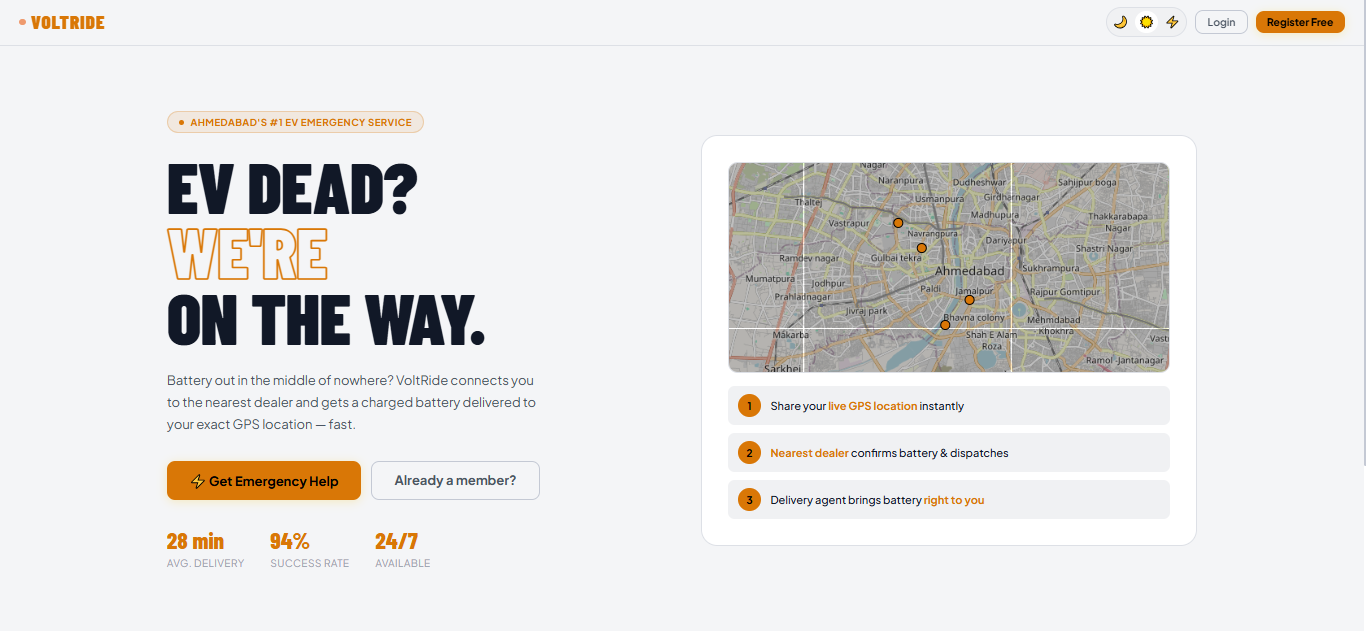 VOLTRIDE
Login
Register Free
AHMEDABAD'S #1 EV EMERGENCY SERVICE
EV DEAD?
WE'RE
ON THE WAY.
Battery out in the middle of nowhere? VoltRide connects you
to the nearest dealer and gets a charged battery delivered to
your exact GPS location — fast.
⚡ Get Emergency Help
Already a member?
28 min
AVG. DELIVERY
94%
SUCCESS RATE
24/7
AVAILABLE
Nagar
Naranpura
Dudheshwar
Sahijpur boga
Thaltej
Usmanpura
Girdharnagar
Madhupura
Thakkarabapa
Nagar
Vastrapur
Navrangpura
Dariyapur
Shastri Nagar
Ramdev nagar
Gulbai tekra
Ahmedabad
Sukhrampura
Mumatpura
Jodhpur
Paldi
Jamalpur
Rajpur Gomtipur
Prahladnagar
Jivraj park
Bhavna colony
Mehmdabad
Khokhra
Makarba
Shah E Alam
Roza
Vast
Sarkhej
Ramol -Jantanagar
1
Share your live GPS location instantly
2
Nearest dealer confirms battery & dispatches
3
Delivery agent brings battery right to you